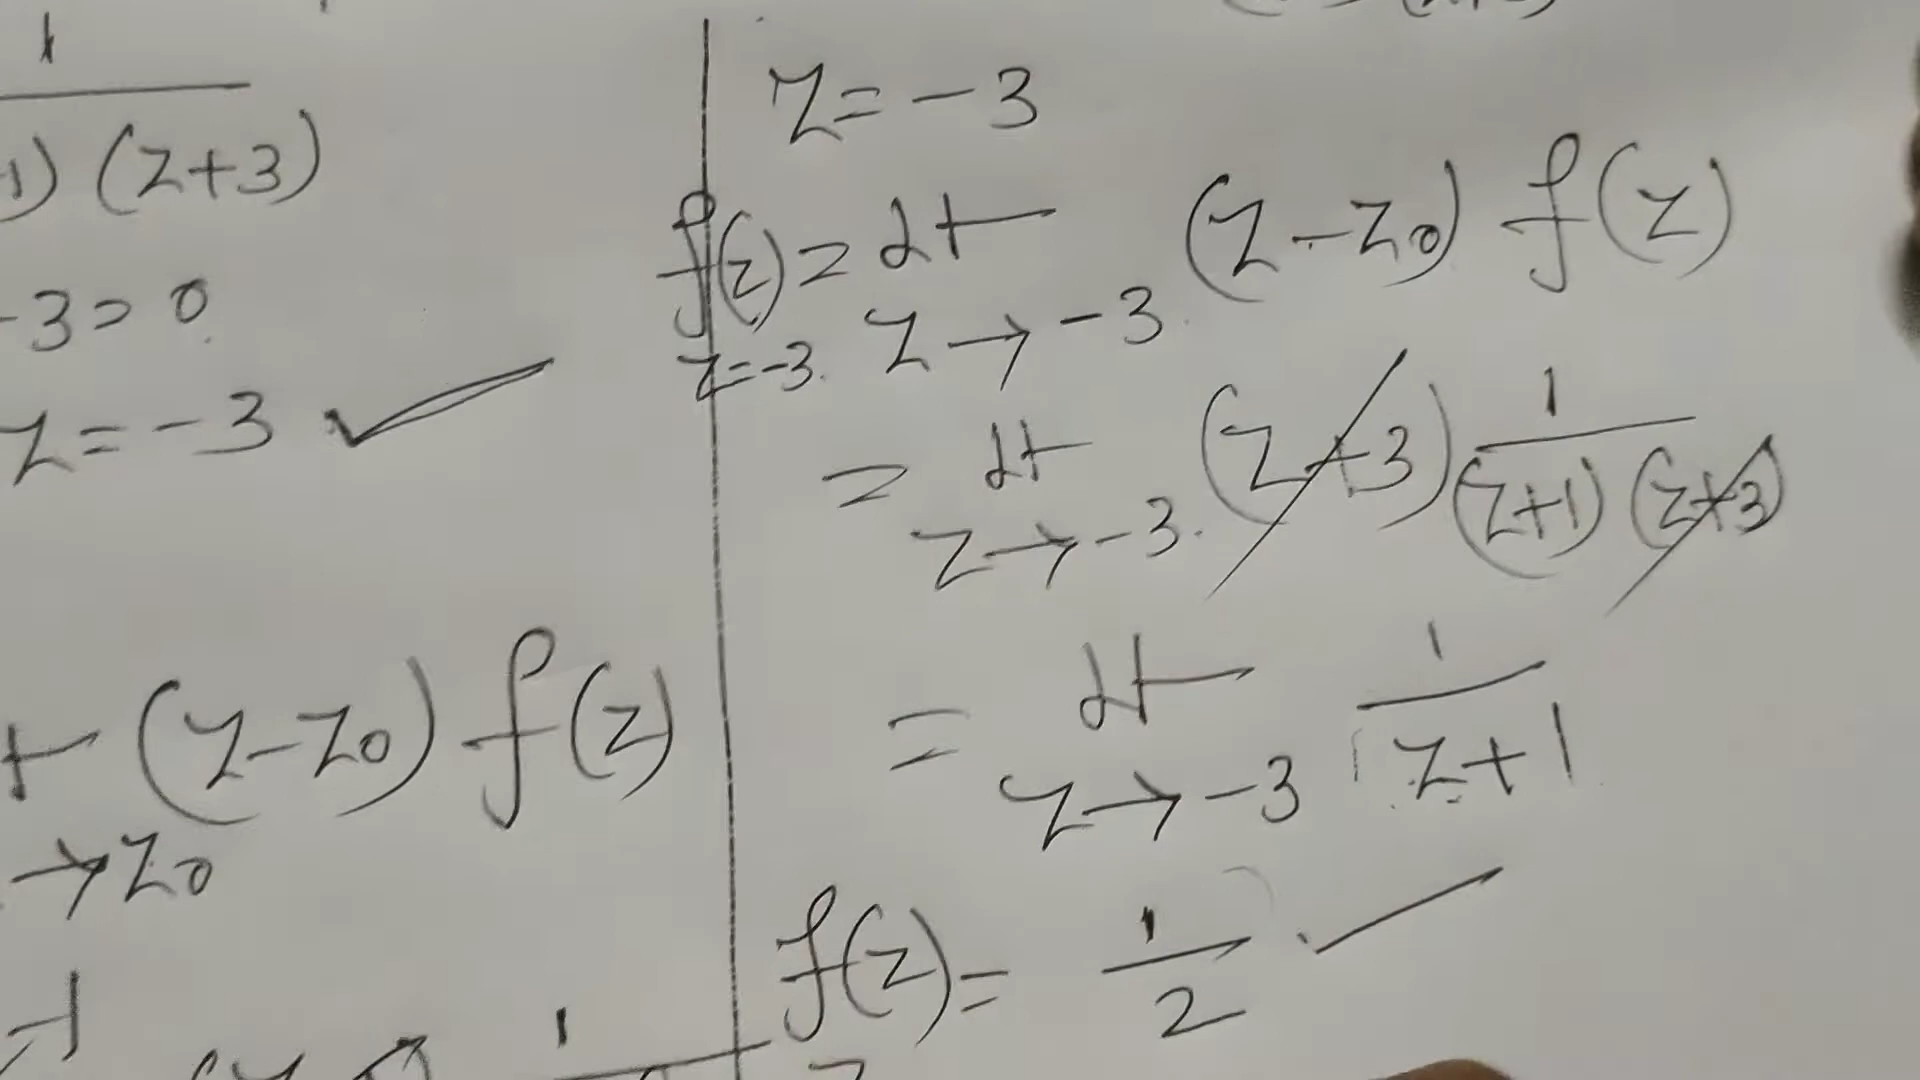 1
1) (z+3)
-3=0
z=-3
+ (z-z0) f(z)
→z0
1
z=-3
f(z)= Lt (z-z0) f(z)
z=-3. z→-3.
= Lt (z+3) 1
z→-3. (z+1) (z+3)
= Lt 1
z→-3 z+1
f(z)= 1
2